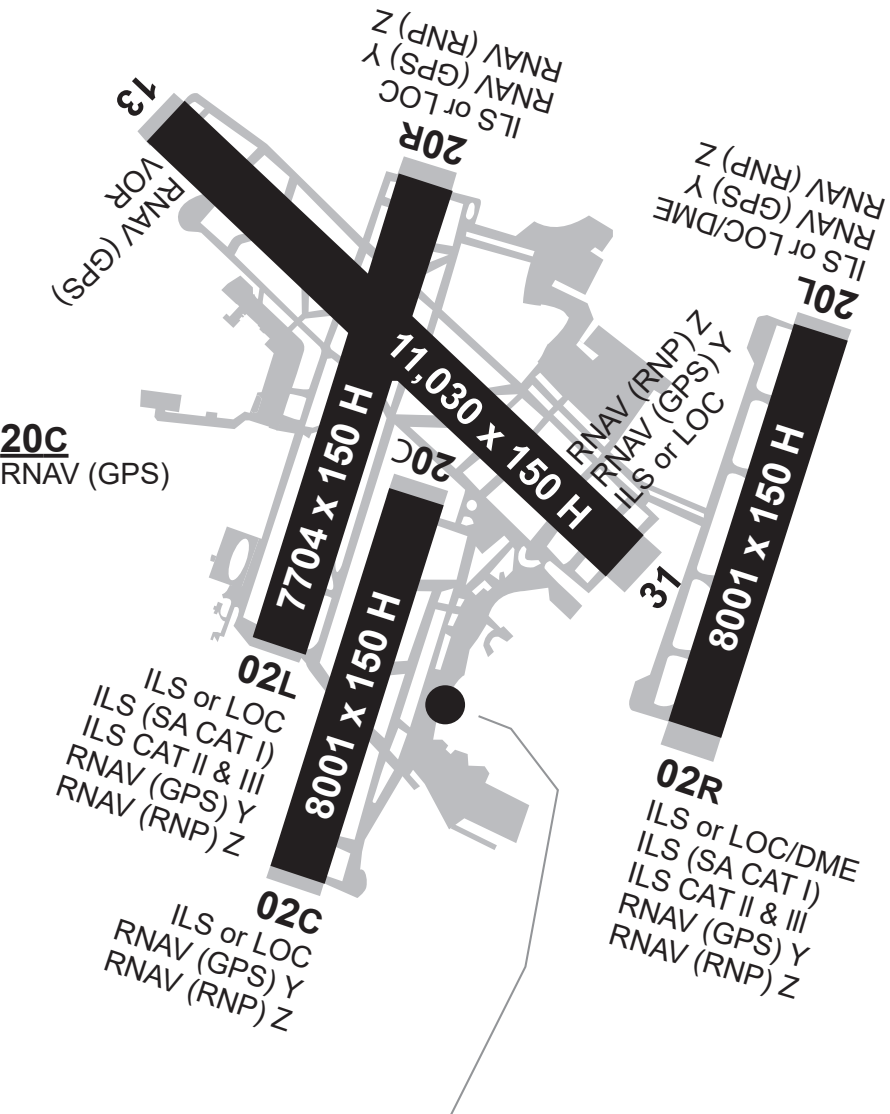 13
VOR
RNAV (GPS)
20R
ILS or LOC
RNAV (GPS) Y
RNAV (RNP) Z
20L
ILS or LOC/DME
RNAV (GPS) Y
RNAV (RNP) Z
11,030 x 150 H
RNAV (RNP) Z
RNAV (GPS) Y
ILS or LOC
31
20C
RNAV (GPS)
20C
7704 x 150 H
8001 x 150 H
8001 x 150 H
02L
ILS or LOC
ILS (SA CAT I)
ILS CAT II & III
RNAV (GPS) Y
RNAV (RNP) Z
02R
ILS or LOC/DME
ILS (SA CAT I)
ILS CAT II & III
RNAV (GPS) Y
RNAV (RNP) Z
02C
ILS or LOC
RNAV (GPS) Y
RNAV (RNP) Z